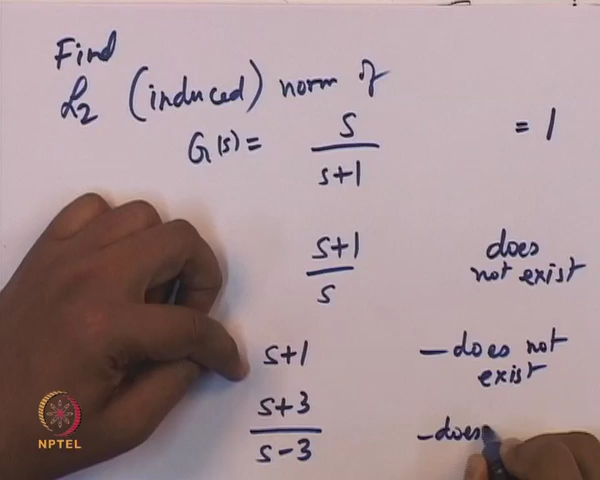 Find
L₂ (induced) norm of
G(s) = s/(s+1) = 1
(s+1)/s does not exist
s+1 – does not exist
(s+3)/(s-3) – does
NPTEL